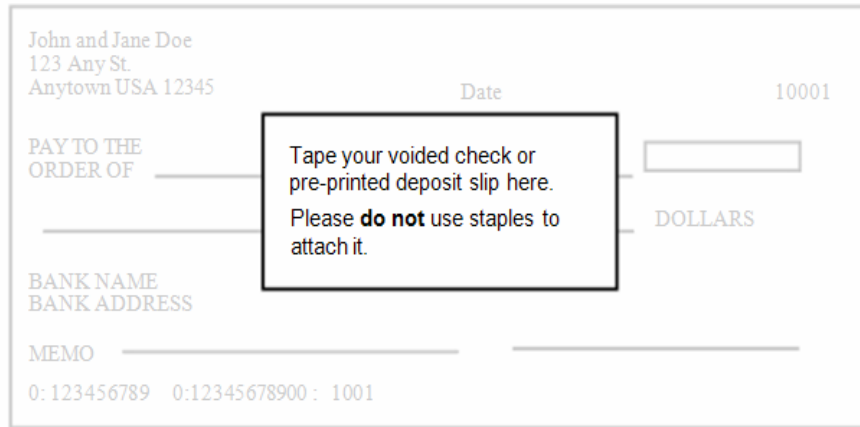 John and Jane Doe
123 Any St.
Anytown USA 12345
Date
10001
PAY TO THE
ORDER OF
Tape your voided check or
pre-printed deposit slip here.
Please do not use staples to
attach it.
DOLLARS
BANK NAME
BANK ADDRESS
MEMO
0: 123456789 0:12345678900 : 1001